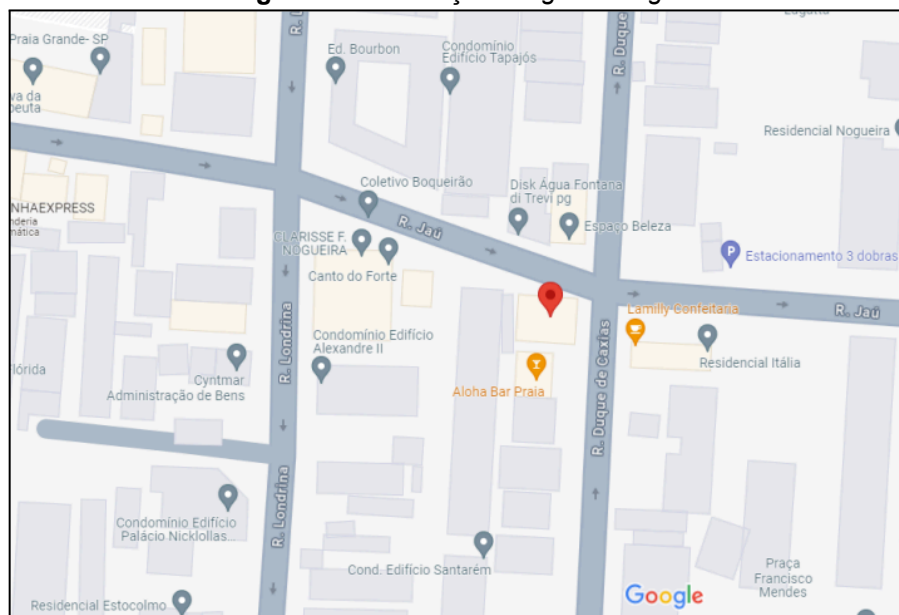 Praia Grande- SP
Ed. Bourbon
Condomínio
Edifício Tapajós
R. Duque
Residencial Nogueira
Coletivo Boqueirão
Disk Água Fontana
di Trevi pg
NHAEXPRESS
R. Jaú
Espaço Beleza
CLARISSE F.
NOGUEIRA
Canto do Forte
Estacionamento 3 dobras
Lamilly Confeitaria
R. Jaú
R. Londrina
Condomínio Edifício
Alexandre II
Residencial Itália
Cyntmar
Administração de Bens
Aloha Bar Praia
R. Duque de Caxias
R. Londrina
Condomínio Edifício
Palácio Nicklollas...
Cond. Edifício Santarém
Praça
Francisco
Mendes
Google
Residencial Estocolmo